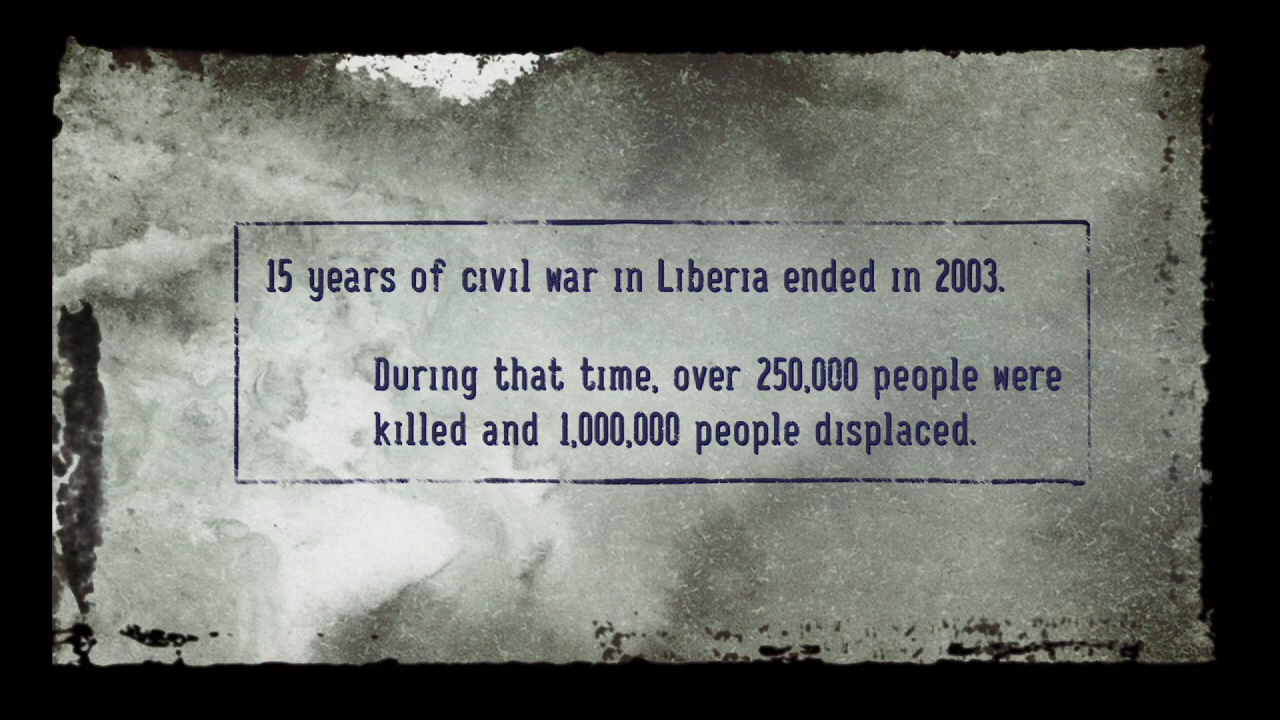 15 years of civil war in Liberia ended in 2003.
During that time, over 250,000 people were
killed and 1,000,000 people displaced.